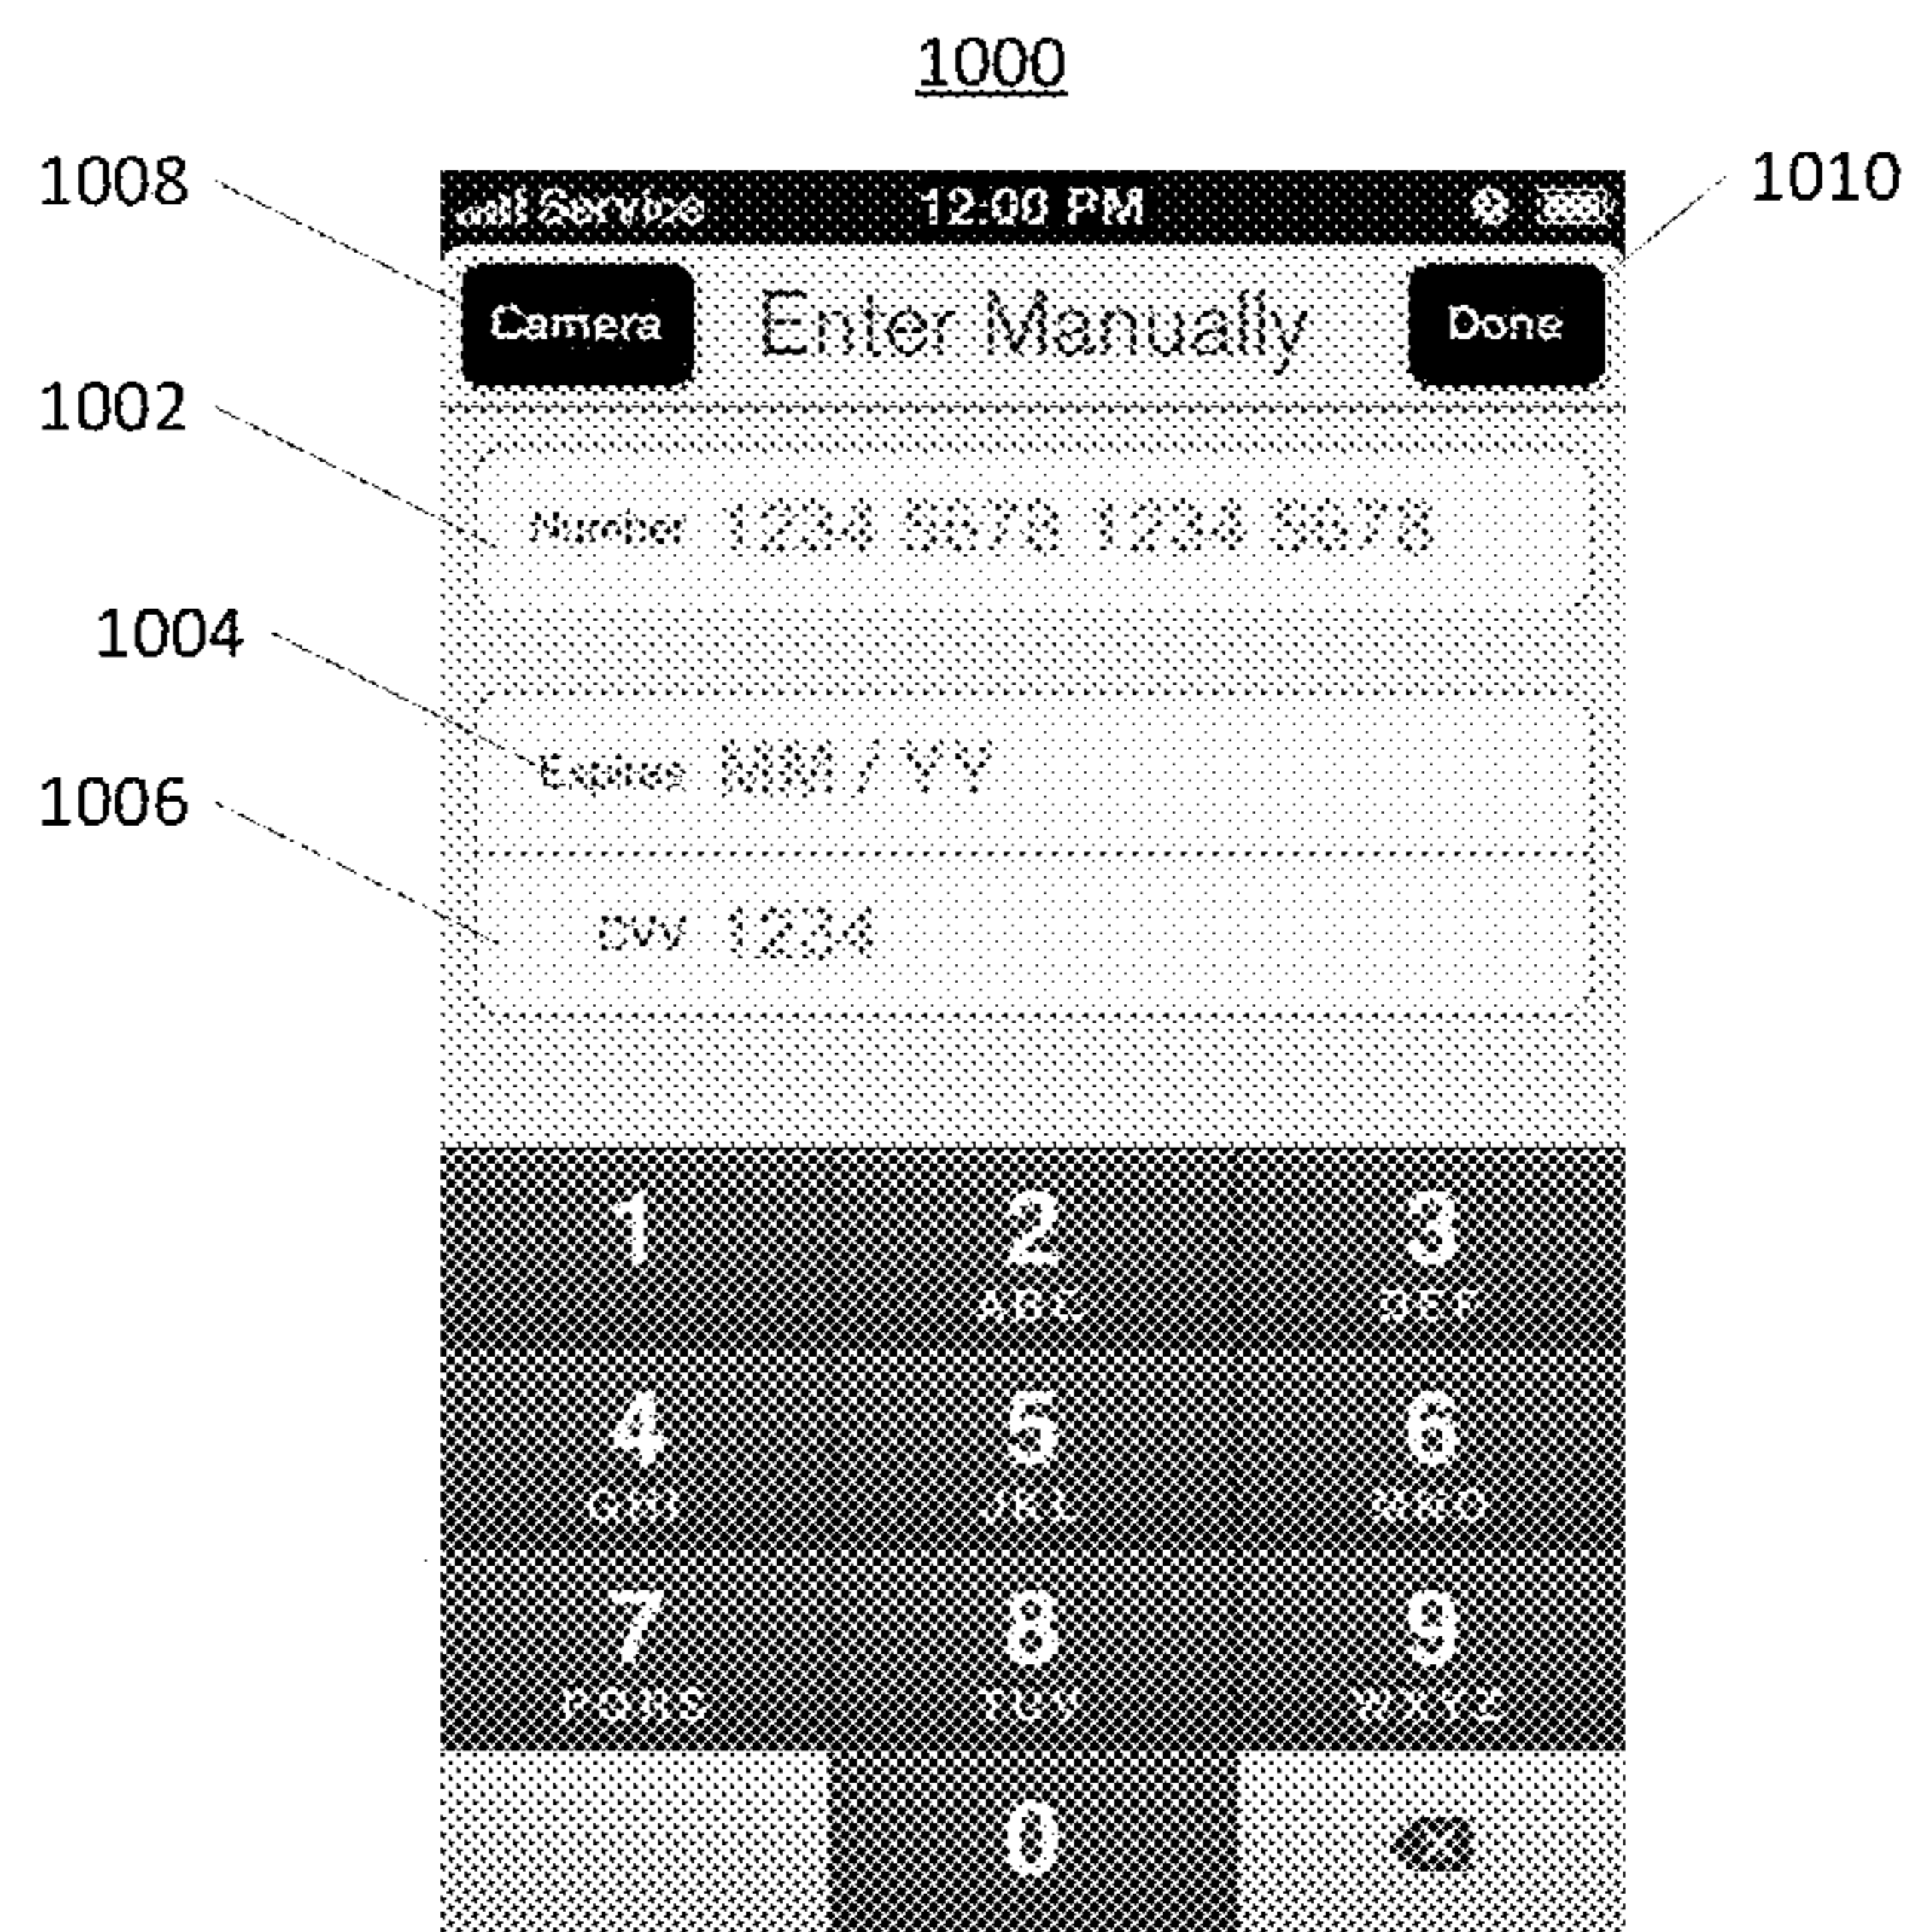 1000
1008
1010
Service 12:00 PM
Camera Enter Manually Done
1002
Number 1234 5678 1234 5678
1004
Expires MM / YY
1006
CVV 1234
1 2 3
ABC DEF
4 5 6
GHI JKL MNO
7 8 9
PQRS TUV WXYZ
0